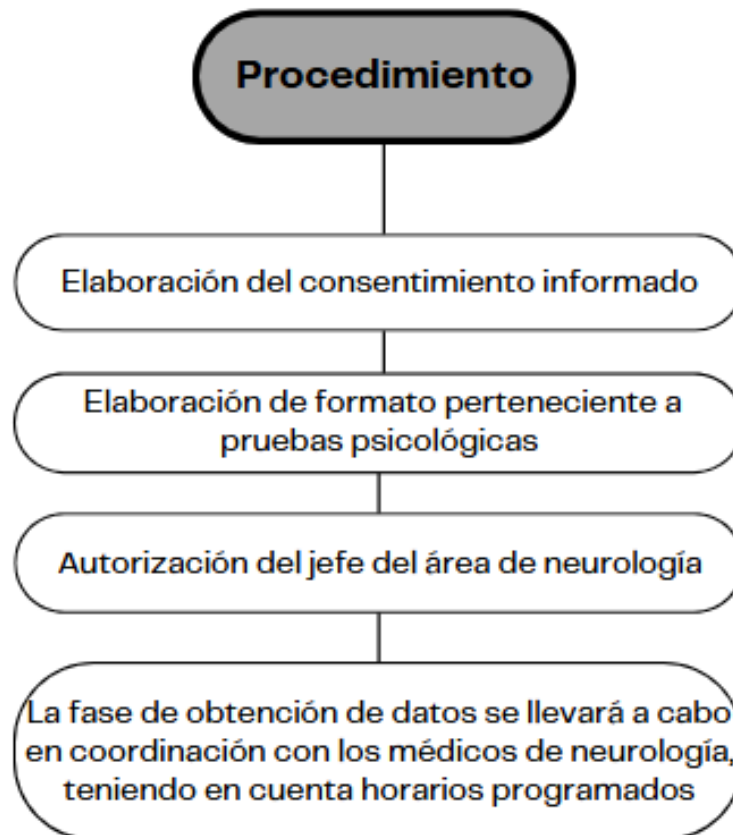 Procedimiento
Elaboración del consentimiento informado
Elaboración de formato perteneciente a
pruebas psicológicas
Autorización del jefe del área de neurología
La fase de obtención de datos se llevará a cabo
en coordinación con los médicos de neurología,
teniendo en cuenta horarios programados